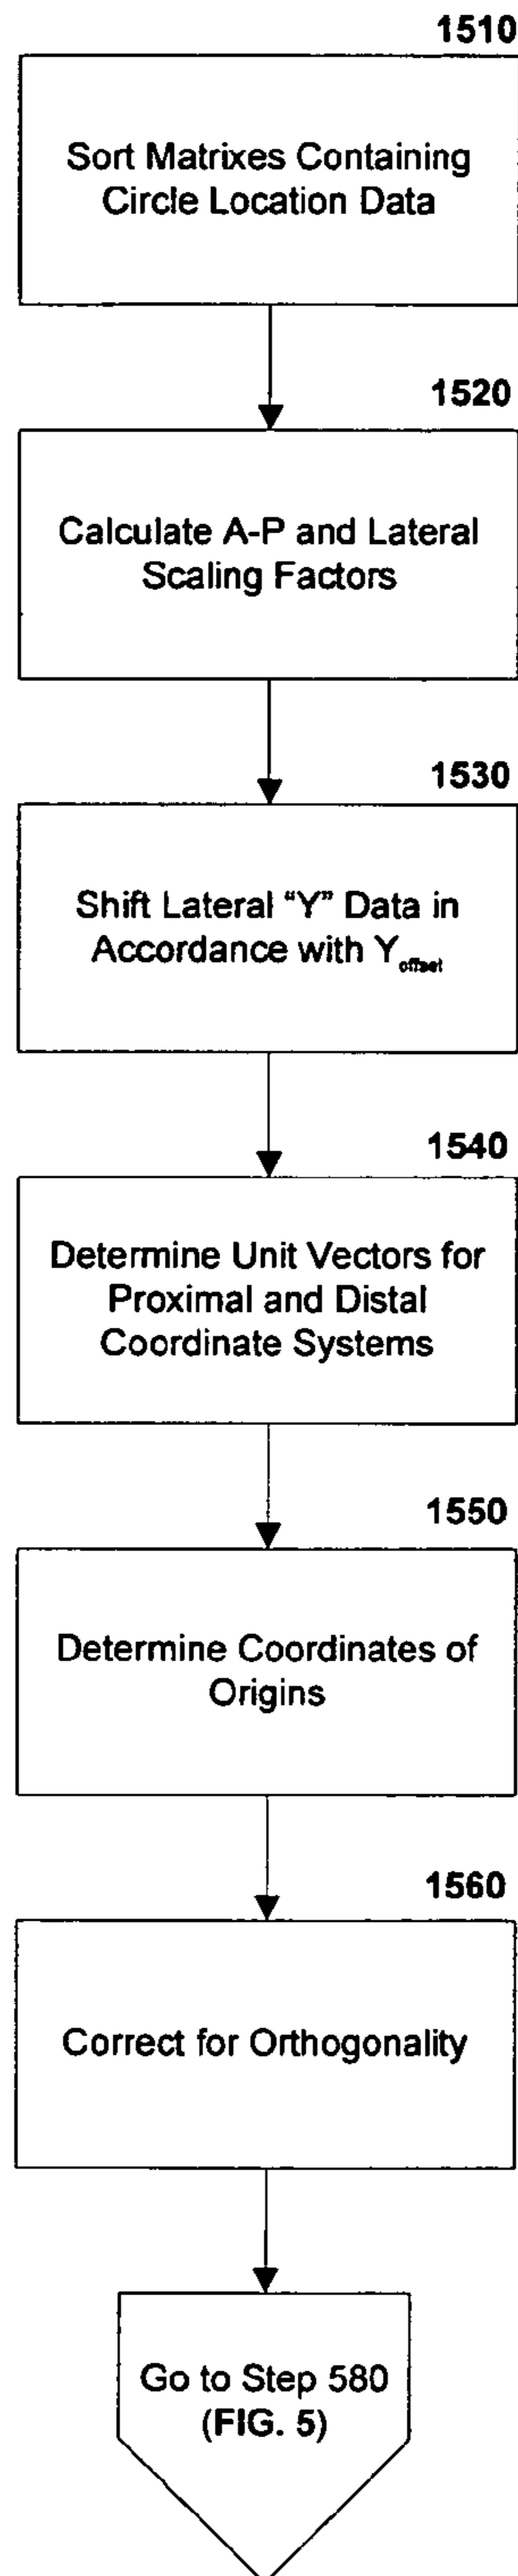 1510
Sort Matrixes Containing
Circle Location Data
1520
Calculate A-P and Lateral
Scaling Factors
1530
Shift Lateral “Y” Data in
Accordance with Yoffset
1540
Determine Unit Vectors for
Proximal and Distal
Coordinate Systems
1550
Determine Coordinates of
Origins
1560
Correct for Orthogonality
Go to Step 580
(FIG. 5)